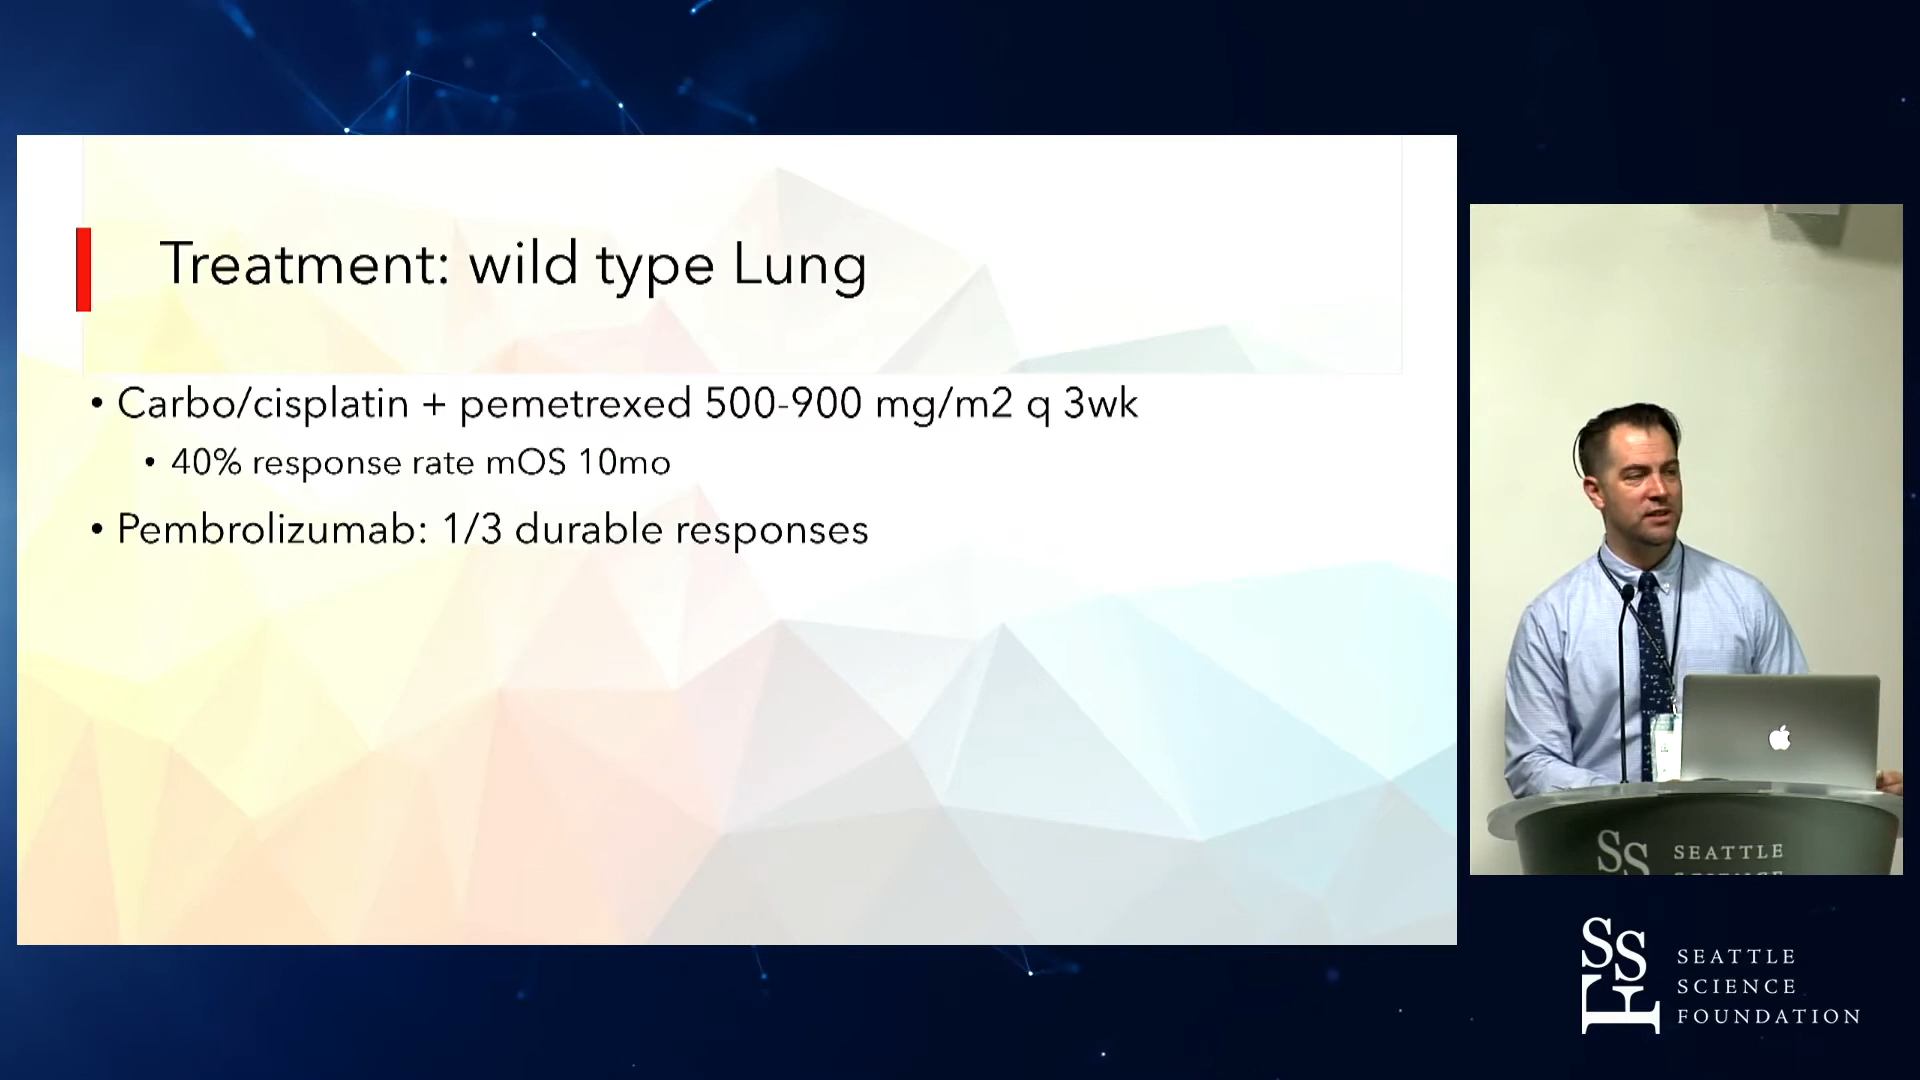 Treatment: wild type Lung
• Carbo/cisplatin + pemetrexed 500-900 mg/m2 q 3wk
• 40% response rate mOS 10mo
• Pembrolizumab: 1/3 durable responses
SS SEATTLE
SSF
SEATTLE
SCIENCE
FOUNDATION